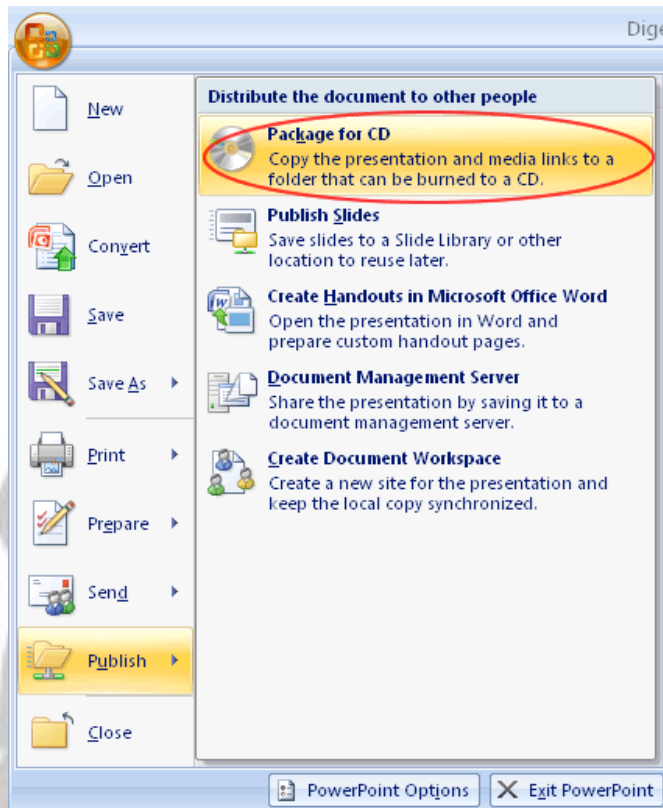 Dige
New
Open
Convert
Save
Save As
Print
Prepare
Send
Publish
Close
Distribute the document to other people
Package for CD
Copy the presentation and media links to a
folder that can be burned to a CD.
Publish Slides
Save slides to a Slide Library or other
location to reuse later.
Create Handouts in Microsoft Office Word
Open the presentation in Word and
prepare custom handout pages.
Document Management Server
Share the presentation by saving it to a
document management server.
Create Document Workspace
Create a new site for the presentation and
keep the local copy synchronized.
PowerPoint Options
Exit PowerPoint